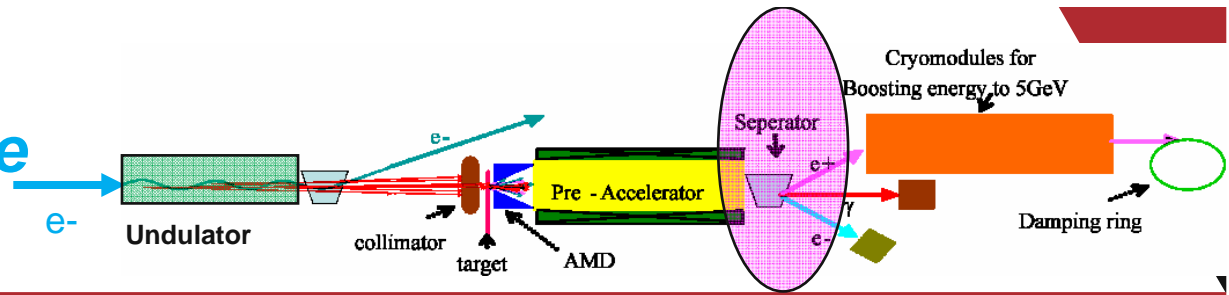 e
e-
Undulator
e-
collimator
target
AMD
Pre - Accelerator
Seperator
e+
γ
e-
Cryomodules for
Boosting energy to 5GeV
Damping ring